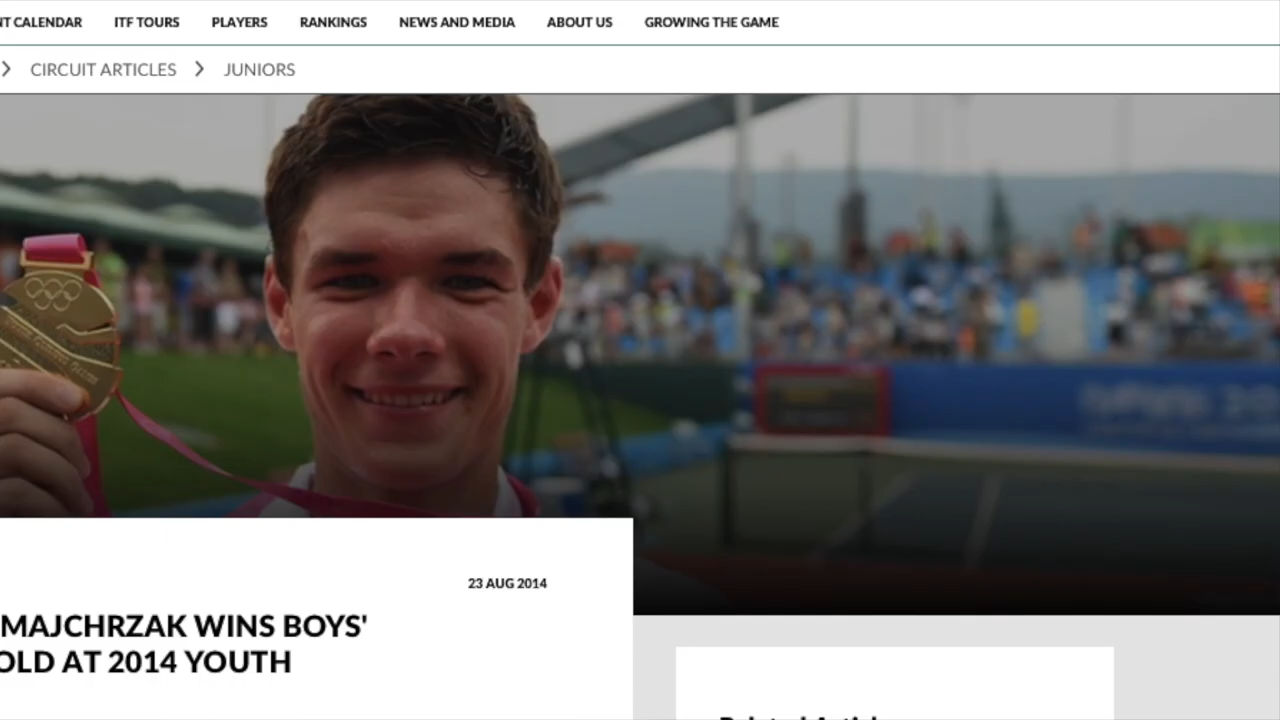 NT CALENDAR ITF TOURS PLAYERS RANKINGS NEWS AND MEDIA ABOUT US GROWING THE GAME
CIRCUIT ARTICLES JUNIORS
23 AUG 2014
MAJCHRZAK WINS BOYS'
OLD AT 2014 YOUTH